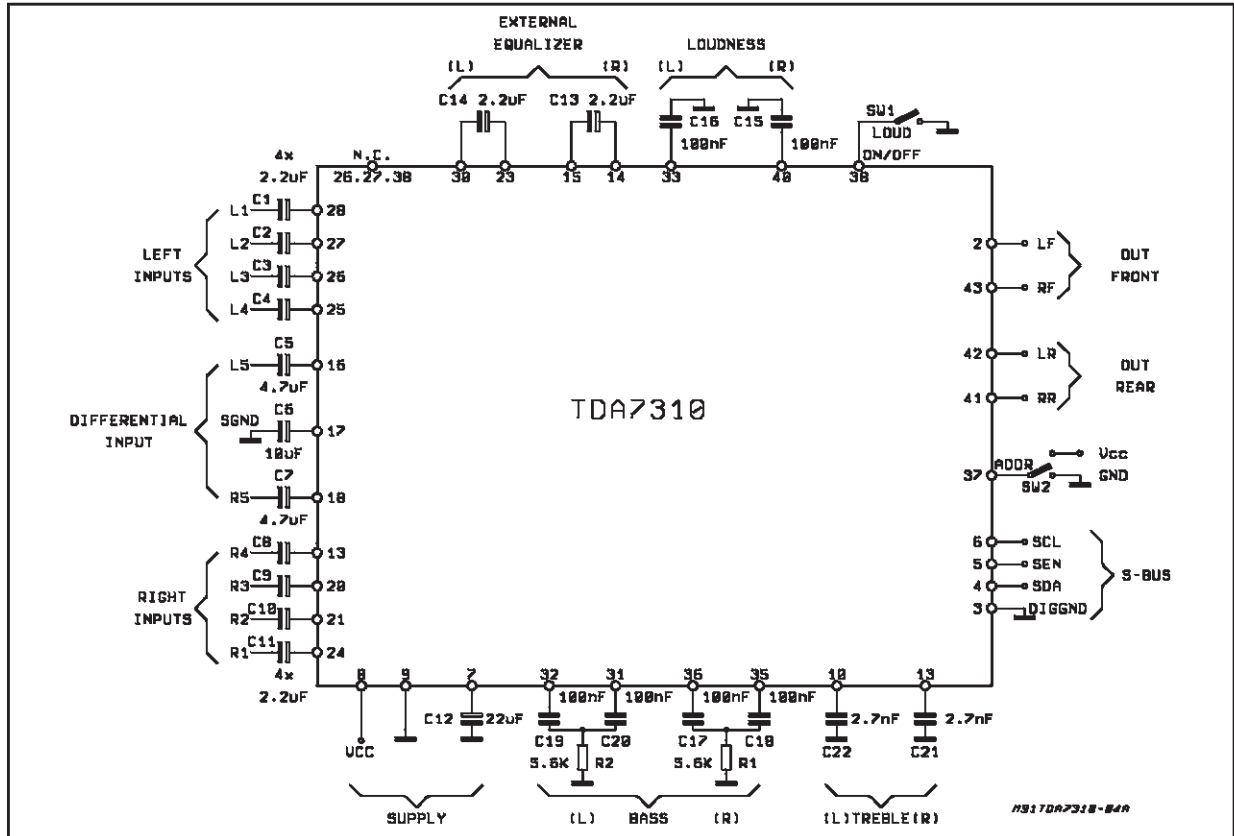 EXTERNAL
EQUALIZER
(L) (R)
LOUDNESS
(L) (R)
C14 2.2uF C13 2.2uF
C16 C15
100nF 100nF
SW1
LOUD
ON/OFF
4x
2.2uF
N.C.
26.27.38
30 23 15 14 33 40 38
LEFT
INPUTS
L1 C1 28
L2 C2 27
L3 C3 26
L4 C4 25
DIFFERENTIAL
INPUT
L5 C5 16
4.7uF
SGND C6 17
10uF
R5 C7 18
4.7uF
RIGHT
INPUTS
R4 C8 13
R3 C9 20
R2 C10 21
R1 C11 24
4x
2.2uF
TDA7310
2 LF
43 RF
OUT
FRONT
42 LR
41 RR
OUT
REAR
37 ADDR SW2
Vcc
GND
6 SCL
5 SEN
4 SDA
3 DIGGND
S-BUS
8 9 7 32 31 36 35 10 13
VCC
C12 22uF
100nF 100nF 100nF 100nF
2.7nF 2.7nF
C19 C20 C17 C18 C22 C21
5.6K R2 5.6K R1
SUPPLY
(L) BASS (R)
(L)TREBLE(R)
M91TDA7310-04A